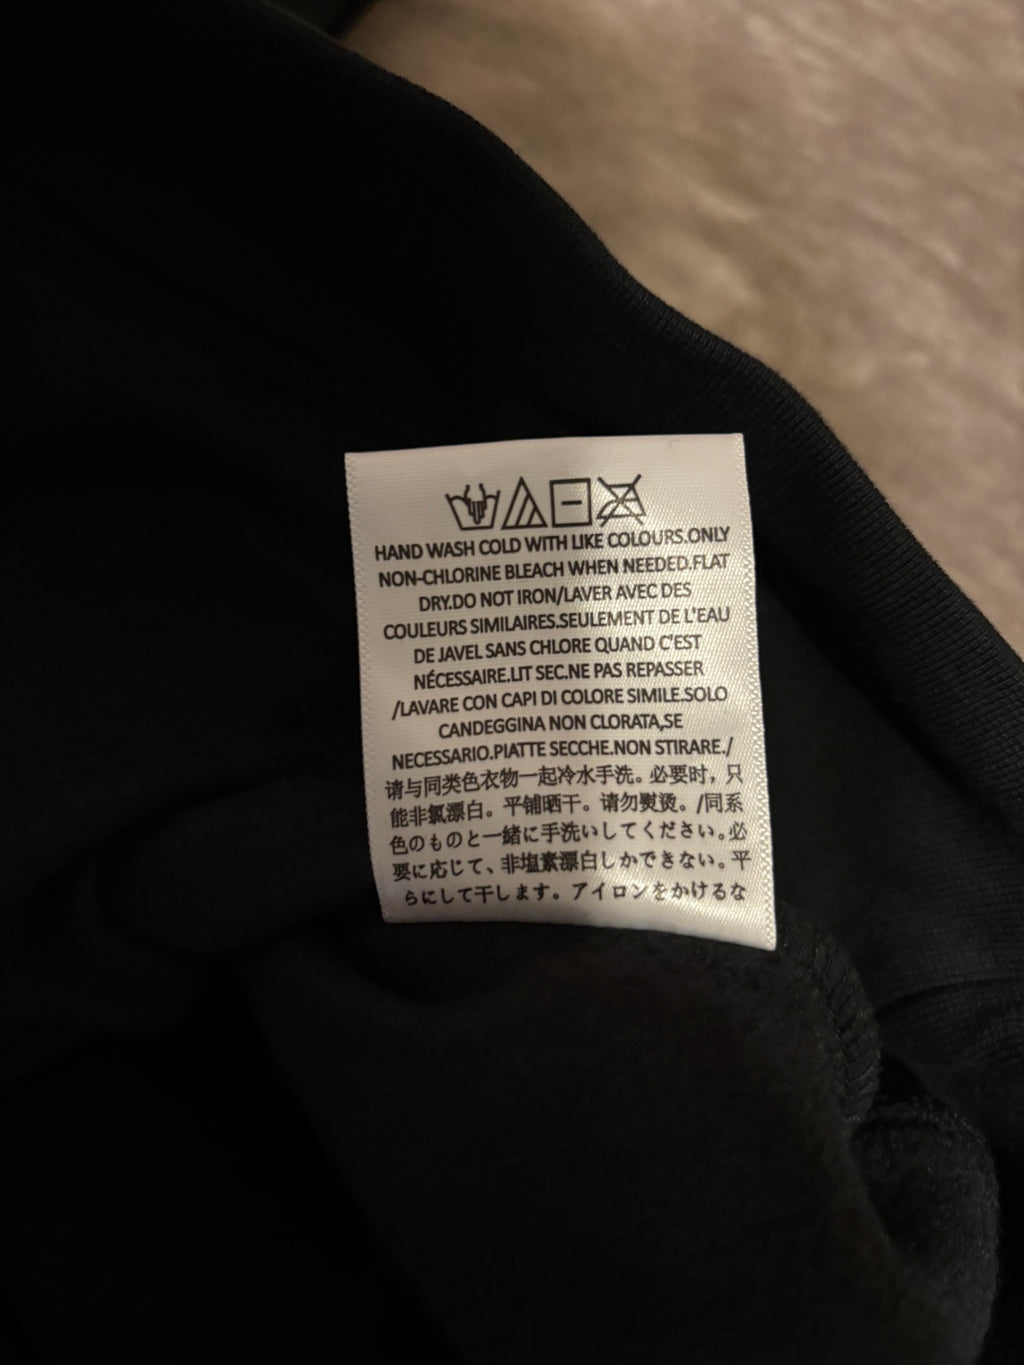 HAND WASH COLD WITH LIKE COLOURS.ONLY
NON-CHLORINE BLEACH WHEN NEEDED.FLAT
DRY.DO NOT IRON/LAVER AVEC DES
COULEURS SIMILAIRES.SEULEMENT DE L'EAU
DE JAVEL SANS CHLORE QUAND C'EST
NÉCESSAIRE.LIT SEC.NE PAS REPASSER
/LAVARE CON CAPI DI COLORE SIMILE.SOLO
CANDEGGINA NON CLORATA,SE
NECESSARIO.PIATTE SECCHE.NON STIRARE./
请与同类色衣物一起冷水手洗。必要时，只
能非氯漂白。平铺晒干。请勿熨烫。/同系
色のものと一緒に手洗いしてください。必
要に応じて、非塩素漂白しかできない。平
らにして干します。アイロンをかけるな